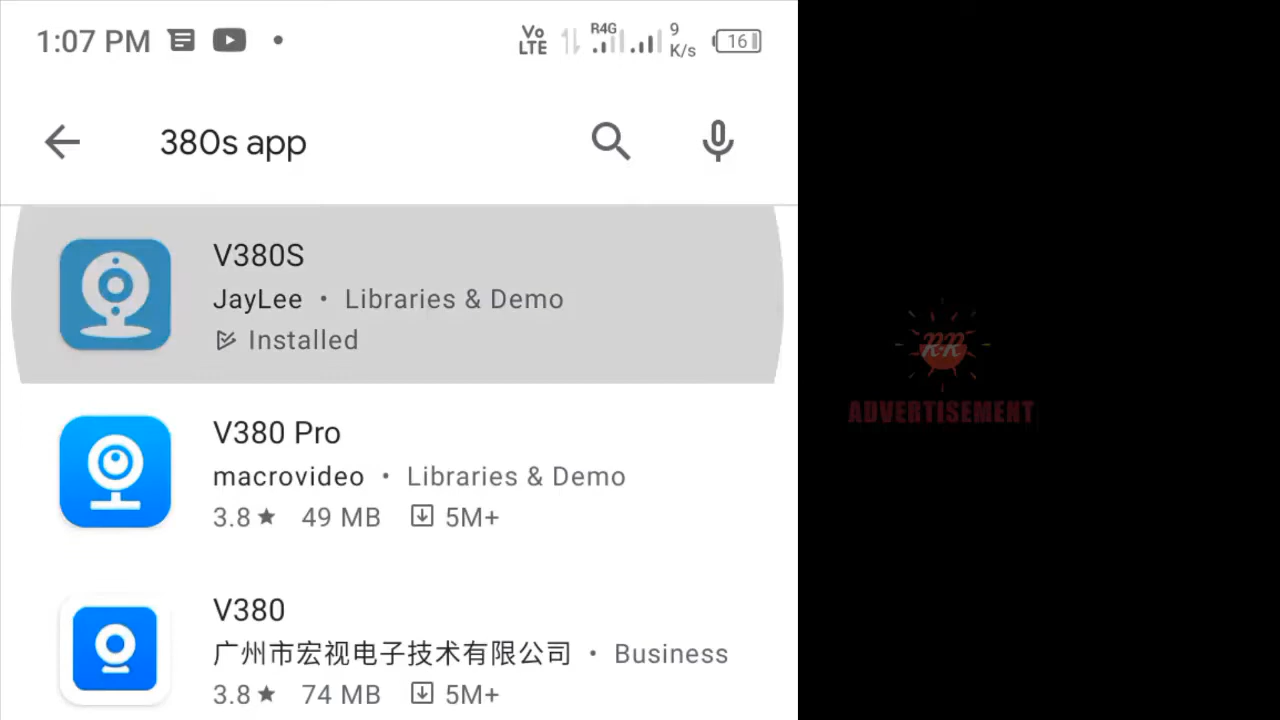 1:07 PM
Vo LTE
R4G
9 K/s
16
380s app
V380S
JayLee • Libraries & Demo
Installed
V380 Pro
macrovideo • Libraries & Demo
3.8★ 49 MB 5M+
V380
广州市宏视电子技术有限公司 • Business
3.8★ 74 MB 5M+
RR
ADVERTISEMENT